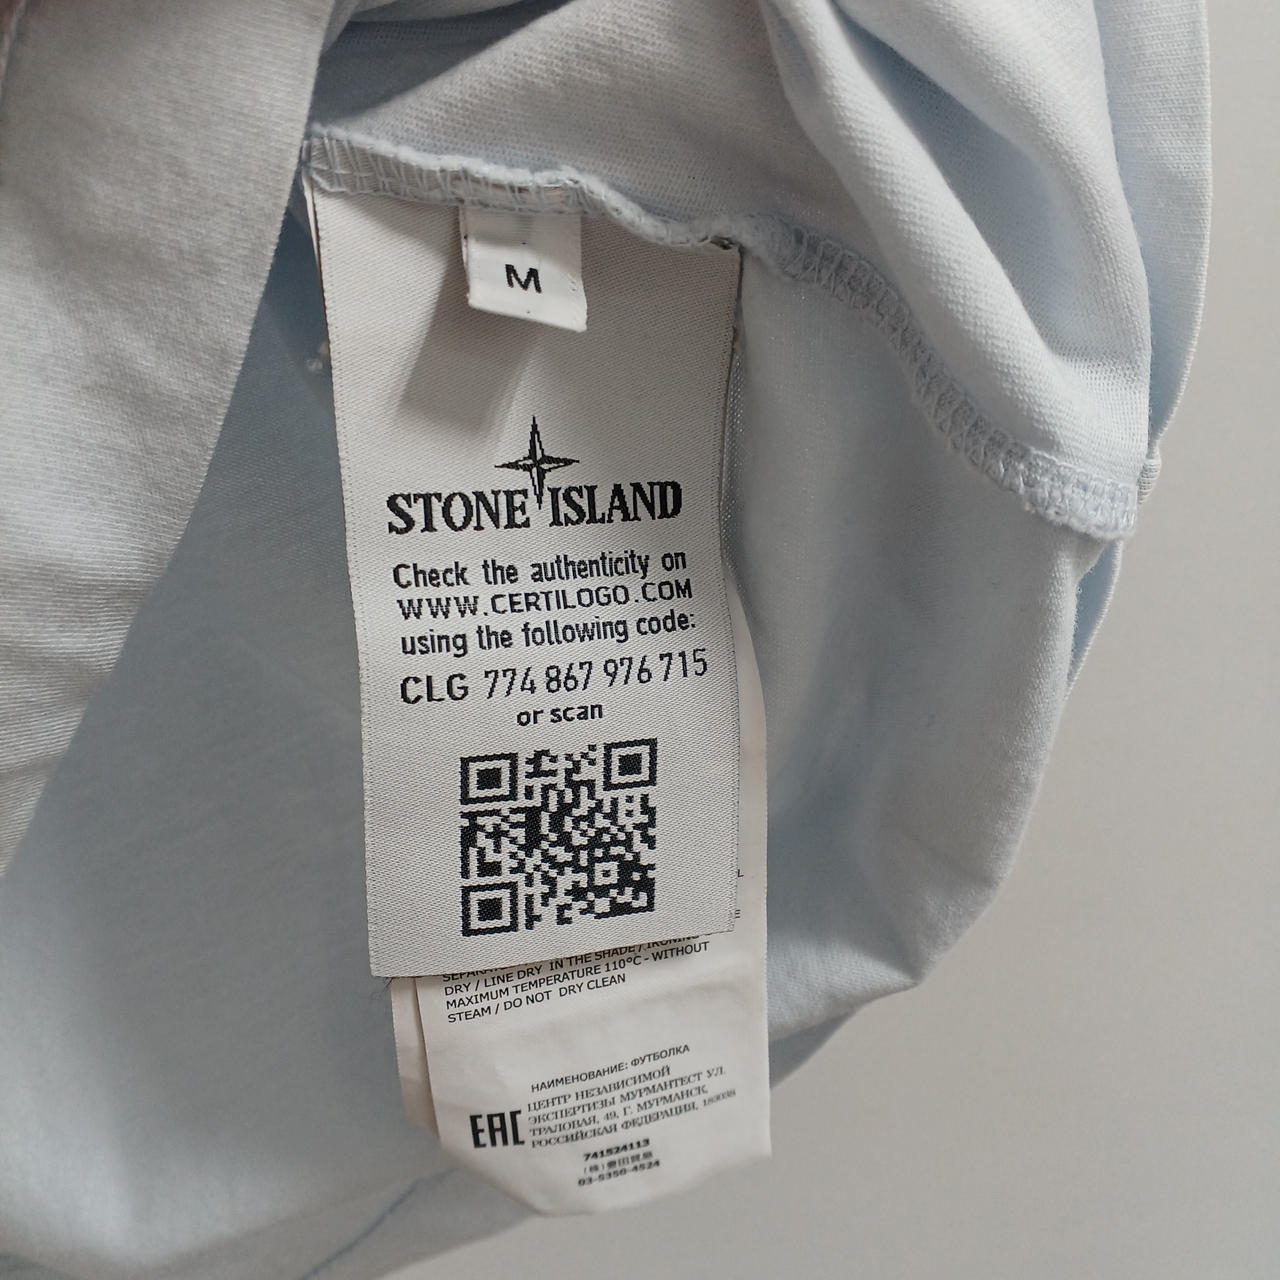 M
STONE ISLAND
Check the authenticity on
WWW.CERTILOGO.COM
using the following code:
CLG 774 867 976 715
or scan
L
E
IN THE SHADE / IRONING
DRY / LINE DRY
MAXIMUM TEMPERATURE 110°C - WITHOUT
STEAM / DO NOT DRY CLEAN
НАИМЕНОВАНИЕ: ФУТБОЛКА
ЦЕНТР НЕЗАВИСИМОЙ
ЭКСПЕРТИЗЫ МУРМАНТЕСТ УЛ.
ТРАЛОВАЯ, 49, Г. МУРМАНСК,
РОССИЙСКАЯ ФЕДЕРАЦИЯ, 183038
EAC
741524113
03-5350-4524